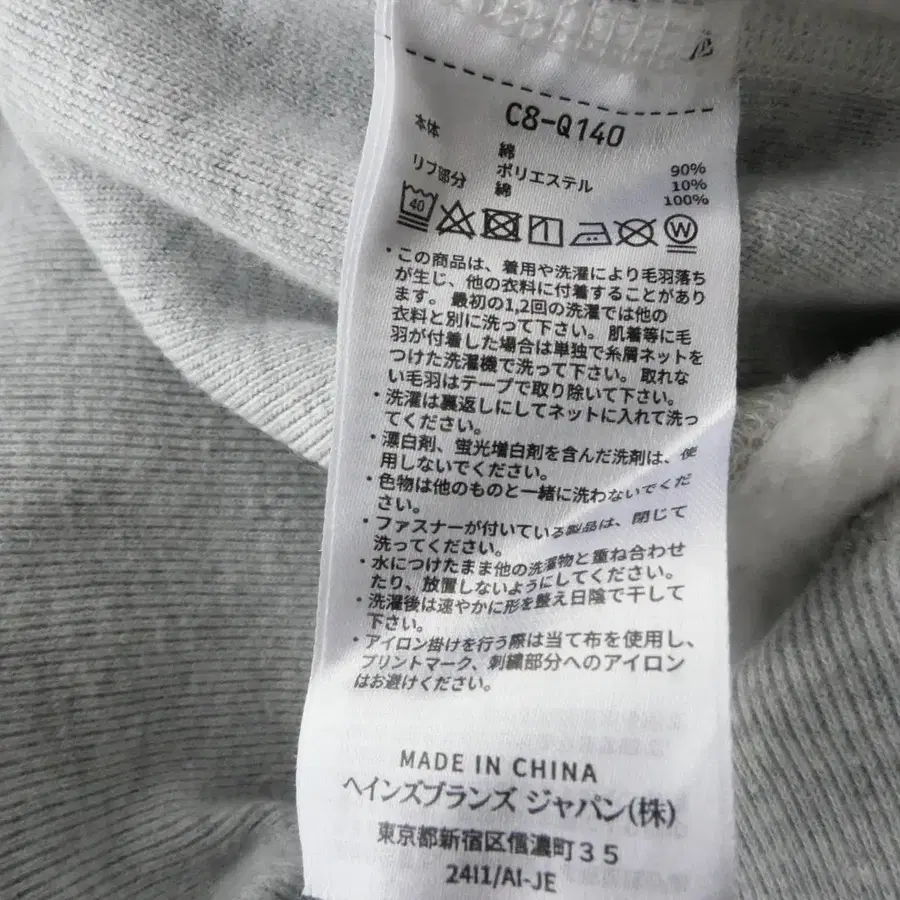 C8-Q140
本体 綿 90%
ポリエステル 10%
リブ部分 綿 100%
40
W
・この商品は、着用や洗濯により毛羽落ち
が生じ、他の衣料に付着することがあり
ます。 最初の1,2回の洗濯では他の
衣料と別に洗って下さい。 肌着等に毛
羽が付着した場合は単独で糸屑ネットを
つけた洗濯機で洗って下さい。 取れな
い毛羽はテープで取り除いて下さい。
・洗濯は裏返しにしてネットに入れて洗っ
てください。
・漂白剤、蛍光増白剤を含んだ洗剤は、使
用しないでください。
・色物は他のものと一緒に洗わないでくだ
さい。
・ファスナーが付いている製品は、閉じて
洗ってください。
・水につけたまま他の洗濯物と重ね合わせ
たり、放置しないようにしてください。
・洗濯後は速やかに形を整え日陰で干して
下さい。
・アイロン掛けを行う際は当て布を使用し、
プリントマーク、刺繍部分へのアイロン
はお避けください。
MADE IN CHINA
ヘインズブランズ ジャパン(株)
東京都新宿区信濃町35
24I1/AI-JE